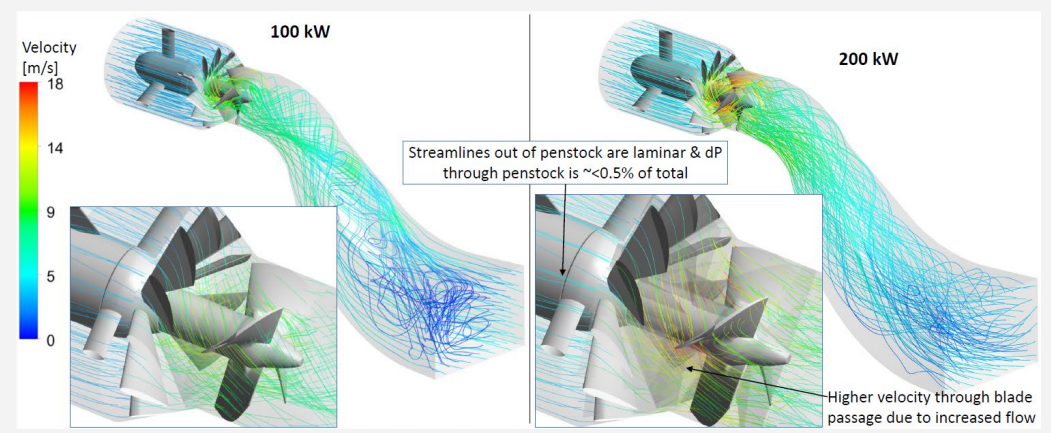 100 kW
200 kW
Velocity
[m/s]
18
14
9
5
0
Streamlines out of penstock are laminar & dP
through penstock is ~<0.5% of total
Higher velocity through blade
passage due to increased flow